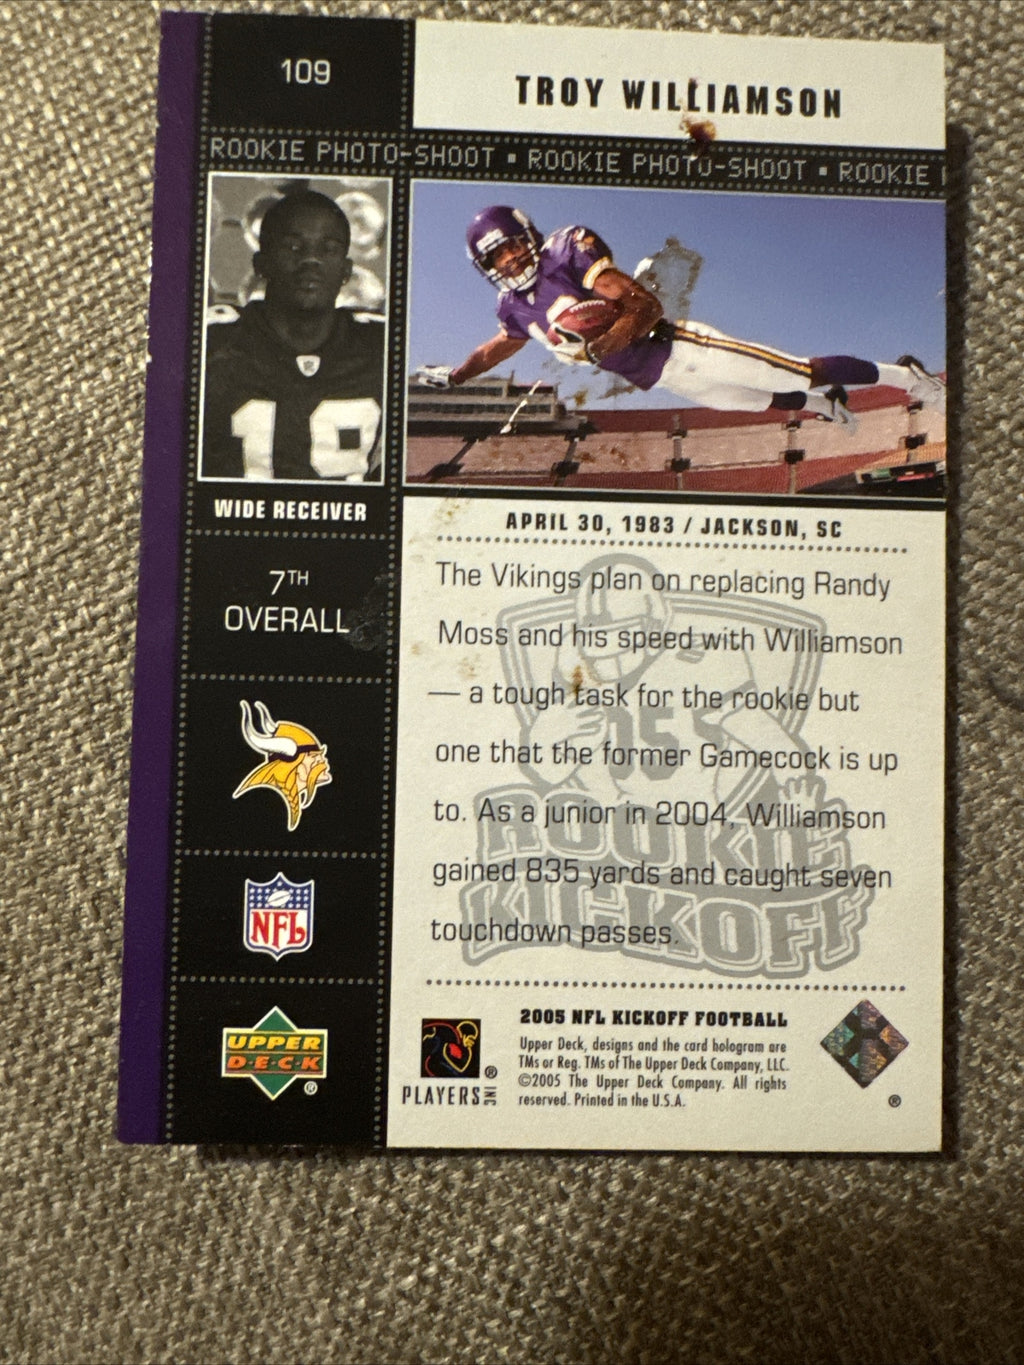 109
TROY WILLIAMSON
ROOKIE PHOTO-SHOOT ▪ ROOKIE PHOTO-SHOOT ▪ ROOKIE
19
WIDE RECEIVER
7TH
OVERALL
NFL
UPPER
D·E·C·K
®
APRIL 30, 1983 / JACKSON, SC
The Vikings plan on replacing Randy
Moss and his speed with Williamson
— a tough task for the rookie but
one that the former Gamecock is up
to. As a junior in 2004, Williamson
gained 835 yards and caught seven
touchdown passes.
05
ROOKIE
KICKOFF
PLAYERS INC ®
2005 NFL KICKOFF FOOTBALL
Upper Deck, designs and the card hologram are
TMs or Reg. TMs of The Upper Deck Company, LLC.
©2005 The Upper Deck Company. All rights
reserved. Printed in the U.S.A.
®